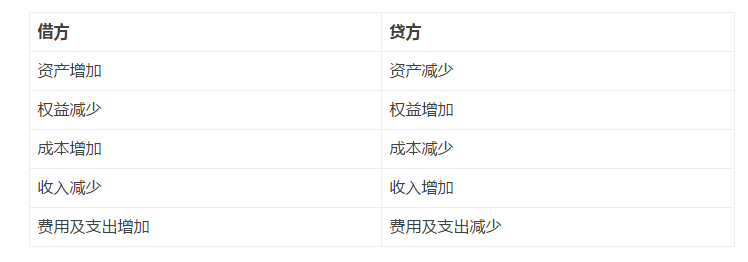 借方 贷方
资产增加 资产减少
权益减少 权益增加
成本增加 成本减少
收入减少 收入增加
费用及支出增加 费用及支出减少